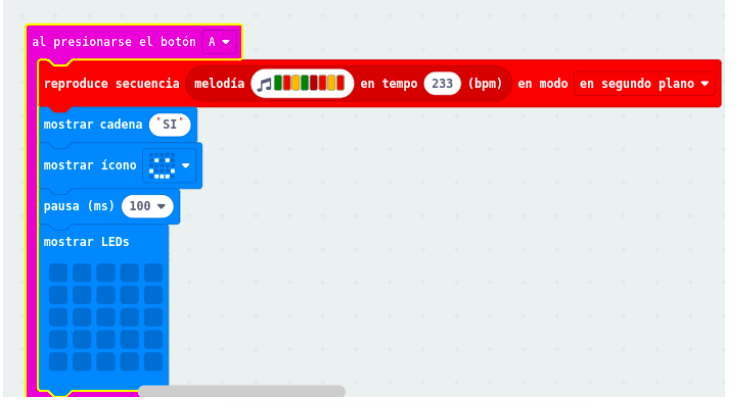 al presionarse el botón A
reproduce secuencia melodía en tempo 233 (bpm) en modo en segundo plano
mostrar cadena "SI"
mostrar ícono
pausa (ms) 100
mostrar LEDs